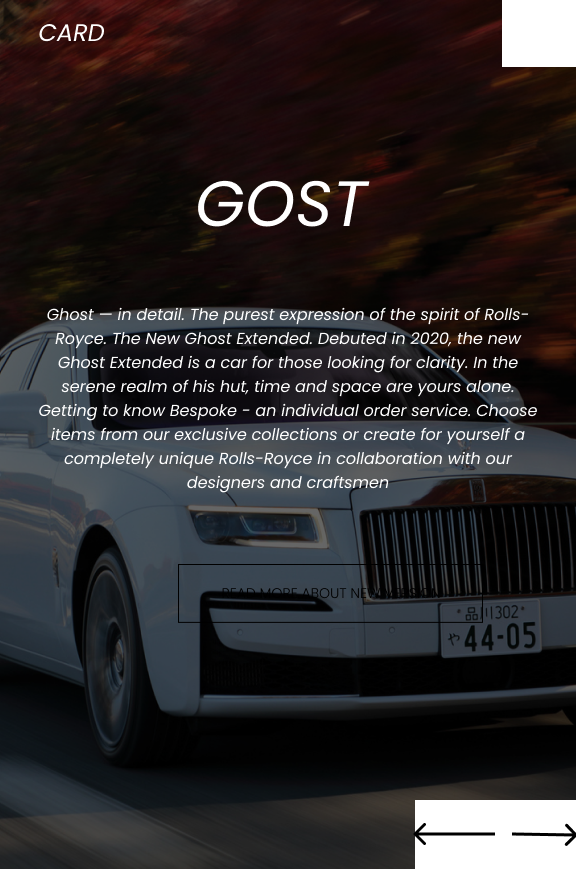 CARD
GOST
Ghost — in detail. The purest expression of the spirit of Rolls-
Royce. The New Ghost Extended. Debuted in 2020, the new
Ghost Extended is a car for those looking for clarity. In the
serene realm of his hut, time and space are yours alone.
Getting to know Bespoke - an individual order service. Choose
items from our exclusive collections or create for yourself a
completely unique Rolls-Royce in collaboration with our
designers and craftsmen
READ MORE ABOUT NEW
品川302
や 44-05